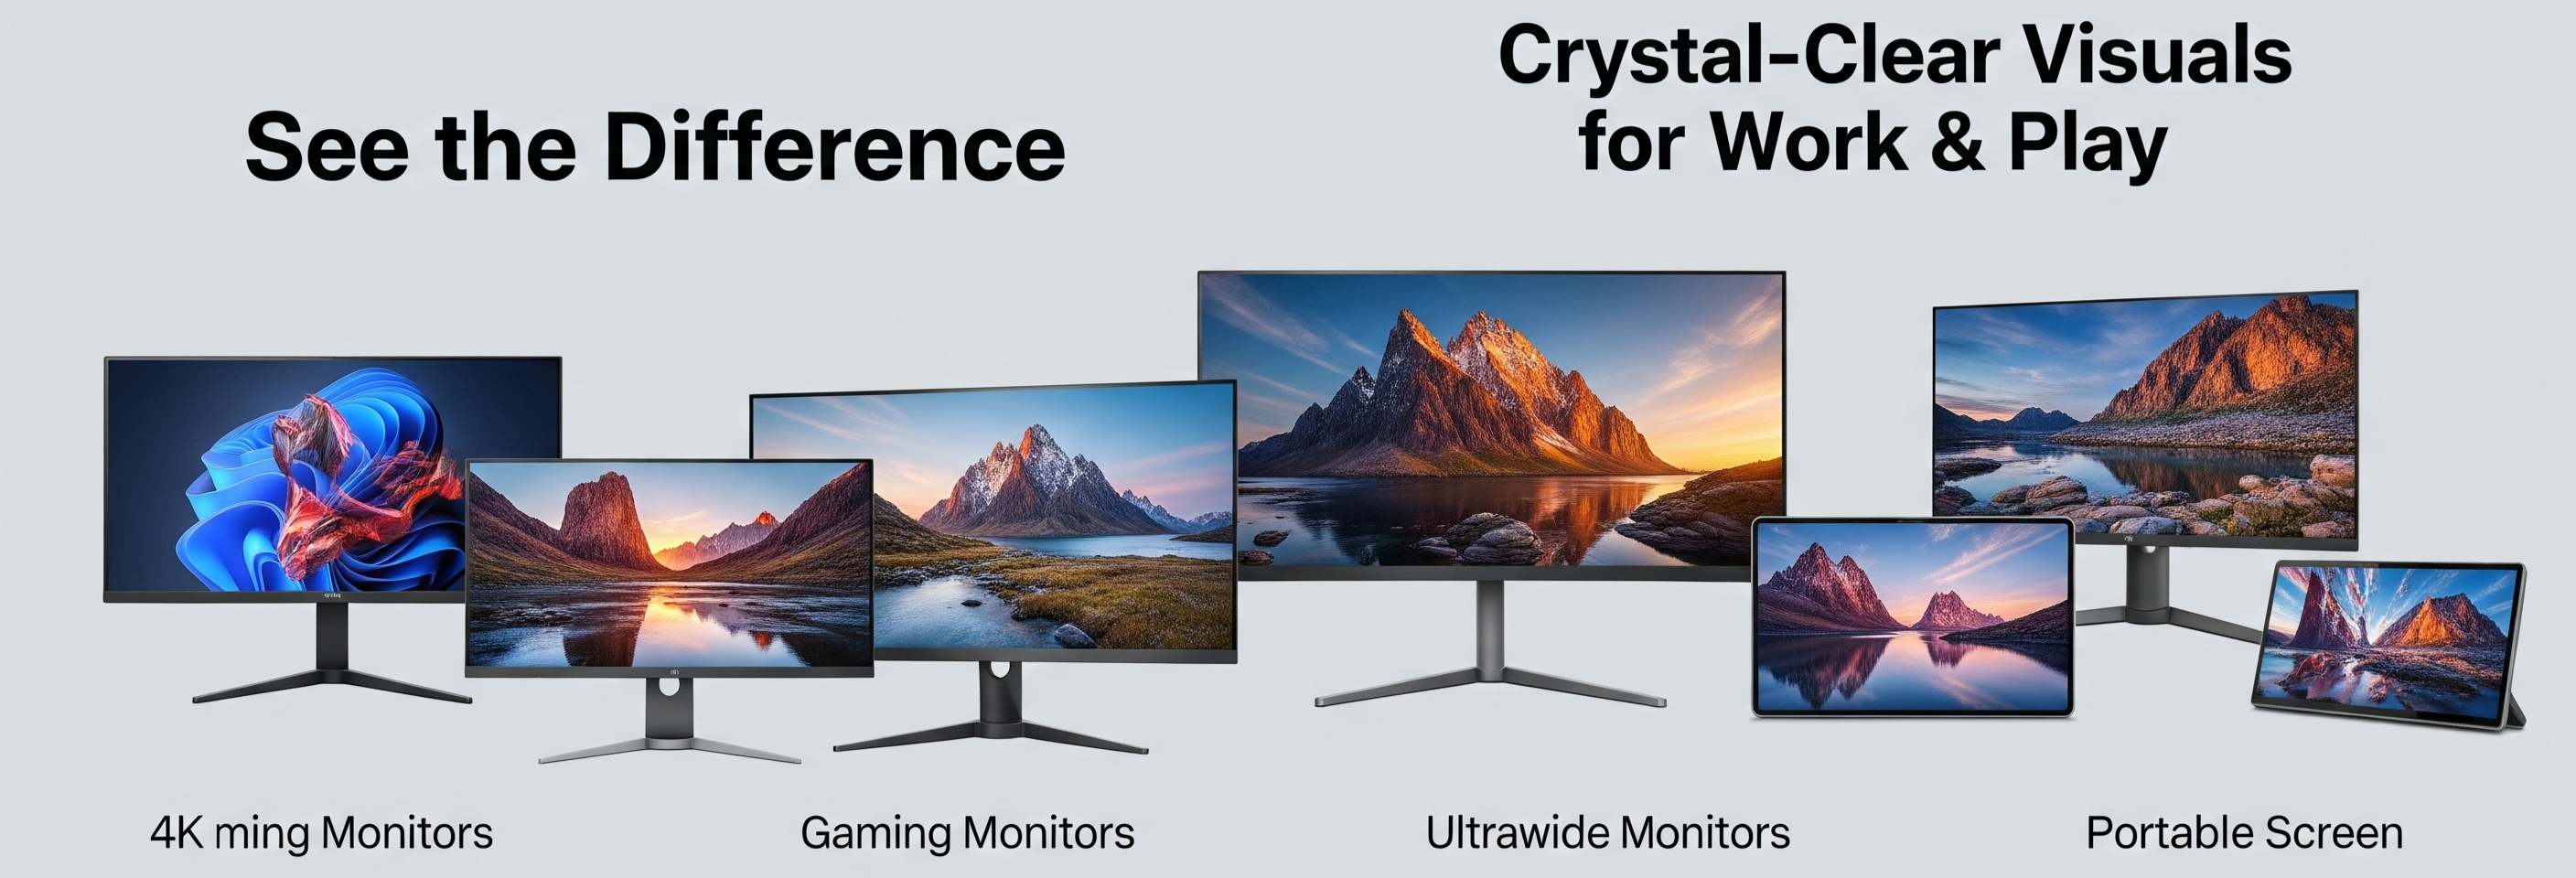 See the Difference
Crystal-Clear Visuals
for Work & Play
4K ming Monitors
Gaming Monitors
Ultrawide Monitors
Portable Screen